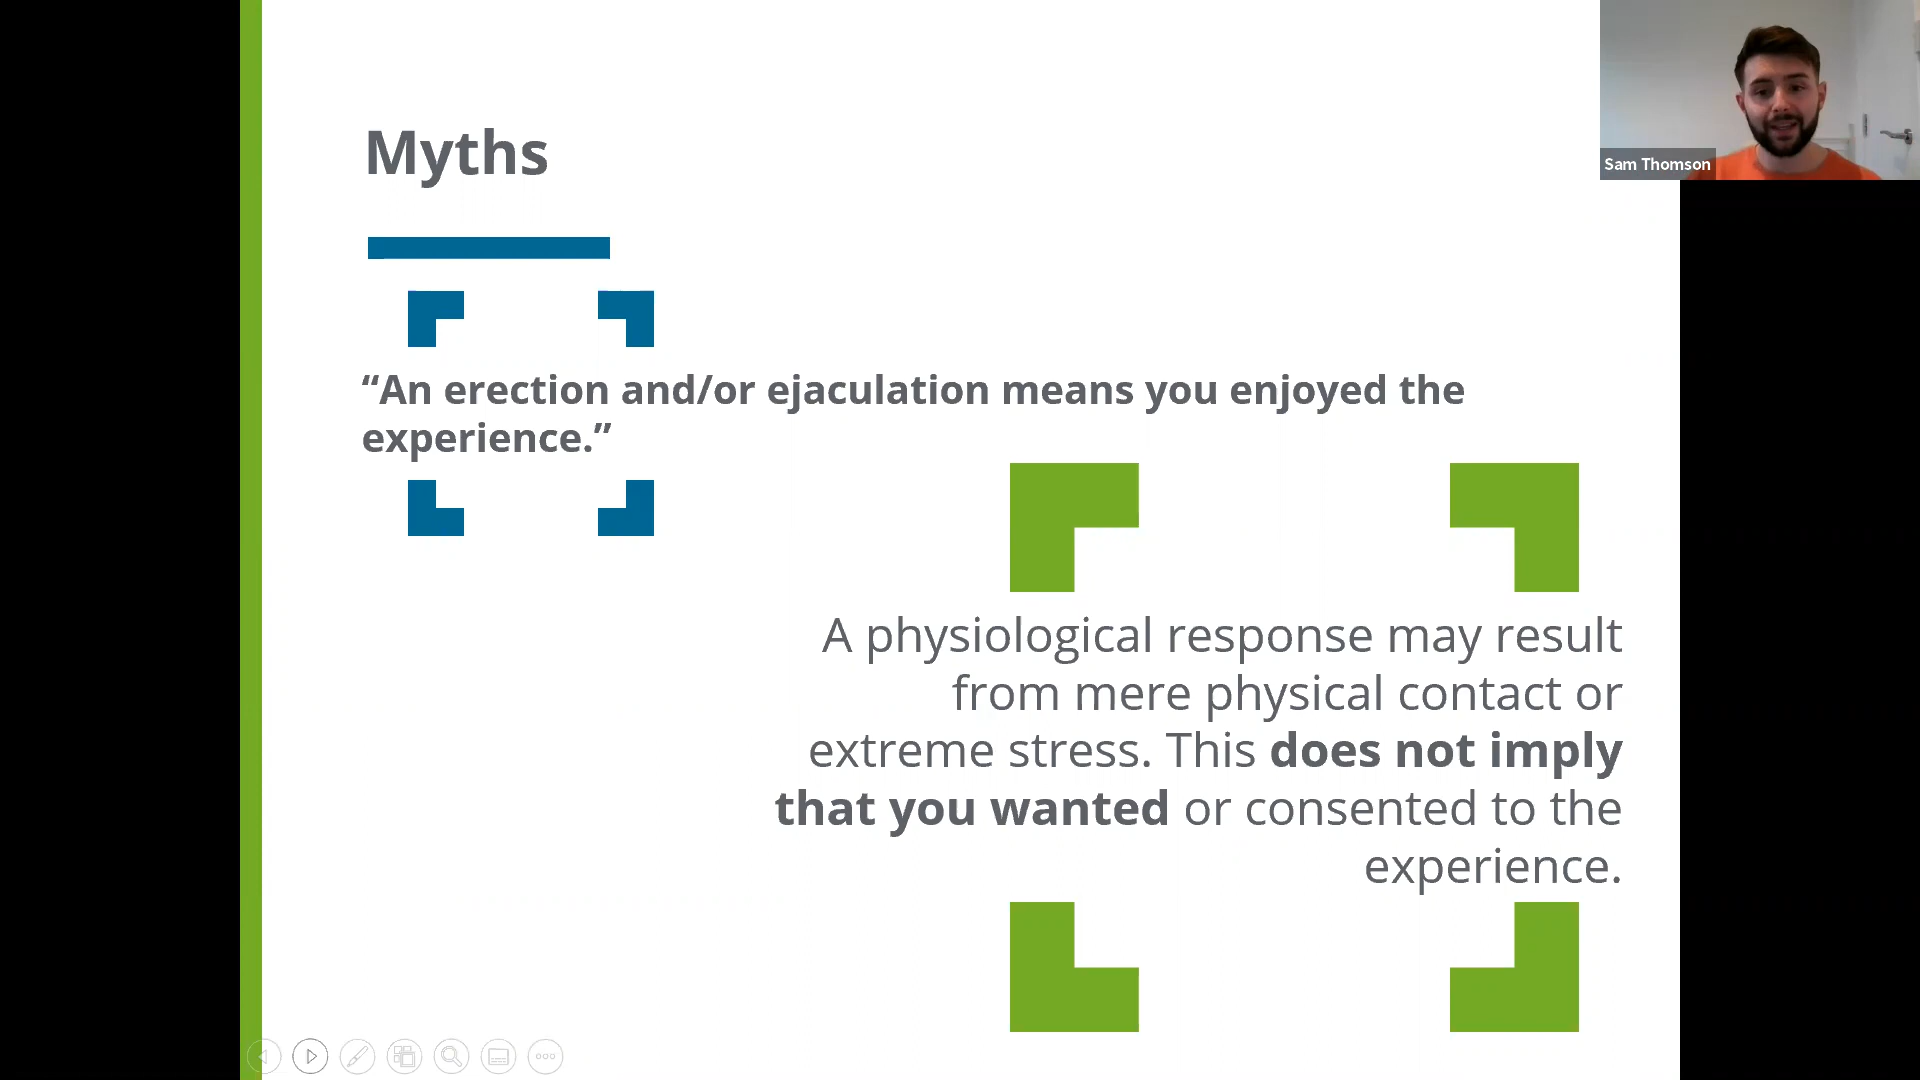 Myths
Sam Thomson
“An erection and/or ejaculation means you enjoyed the
experience.”
A physiological response may result
from mere physical contact or
extreme stress. This does not imply
that you wanted or consented to the
experience.